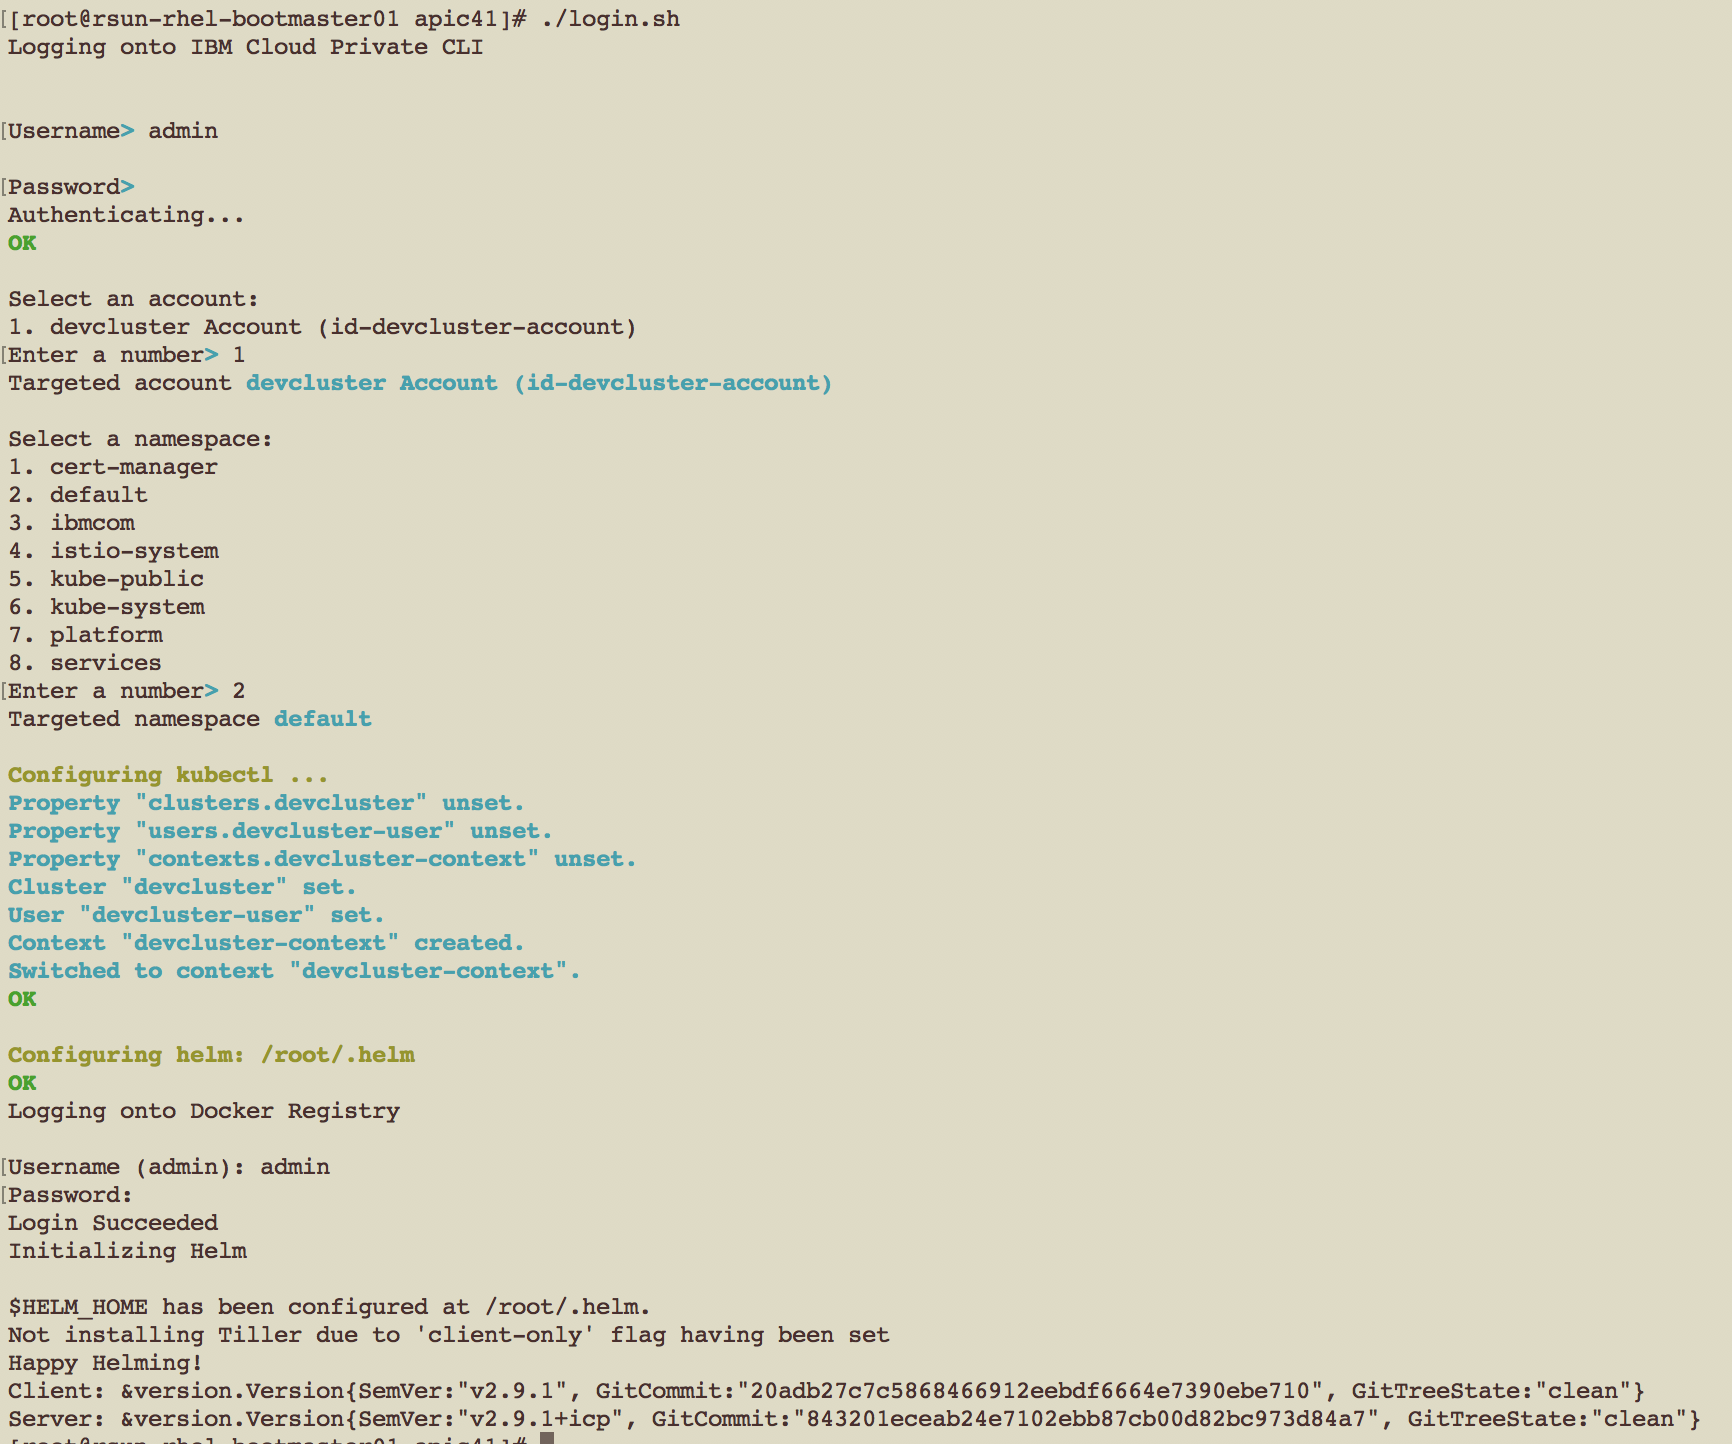 [[root@rsun-rhel-bootmaster01 apic41]# ./login.sh
Logging onto IBM Cloud Private CLI
[Username> admin
[Password>
Authenticating...
OK
Select an account:
1. devcluster Account (id-devcluster-account)
[Enter a number> 1
Targeted account devcluster Account (id-devcluster-account)
Select a namespace:
1. cert-manager
2. default
3. ibmcom
4. istio-system
5. kube-public
6. kube-system
7. platform
8. services
[Enter a number> 2
Targeted namespace default
Configuring kubectl ...
Property "clusters.devcluster" unset.
Property "users.devcluster-user" unset.
Property "contexts.devcluster-context" unset.
Cluster "devcluster" set.
User "devcluster-user" set.
Context "devcluster-context" created.
Switched to context "devcluster-context".
OK
Configuring helm: /root/.helm
OK
Logging onto Docker Registry
[Username (admin): admin
[Password:
Login Succeeded
Initializing Helm
$HELM_HOME has been configured at /root/.helm.
Not installing Tiller due to 'client-only' flag having been set
Happy Helming!
Client: &version.Version{SemVer:"v2.9.1", GitCommit:"20adb27c7c5868466912eebdf6664e7390ebe710", GitTreeState:"clean"}
Server: &version.Version{SemVer:"v2.9.1+icp", GitCommit:"843201eceab24e7102ebb87cb00d82bc973d84a7", GitTreeState:"clean"}
[root@rsun-rhel-bootmaster01 apic41]#